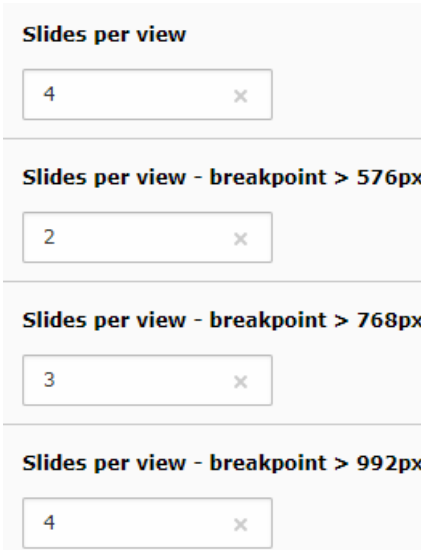 Slides per view
4 ×
Slides per view - breakpoint > 576px
2 ×
Slides per view - breakpoint > 768px
3 ×
Slides per view - breakpoint > 992px
4 ×